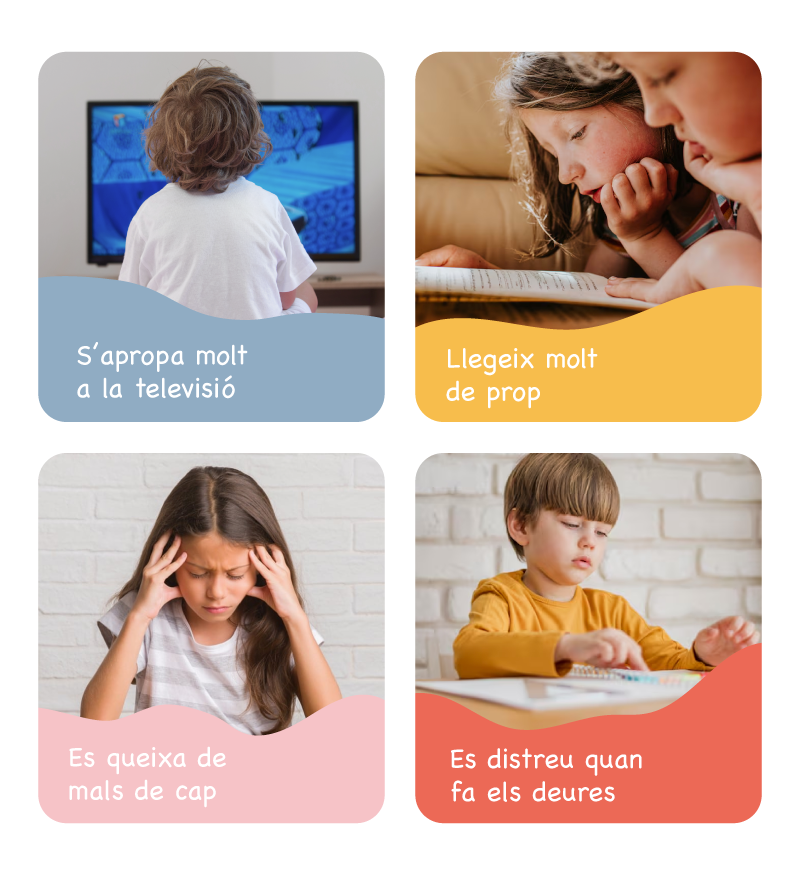 S'apropa molt
a la televisió
Llegeix molt
de prop
Es queixa de
mals de cap
Es distreu quan
fa els deures